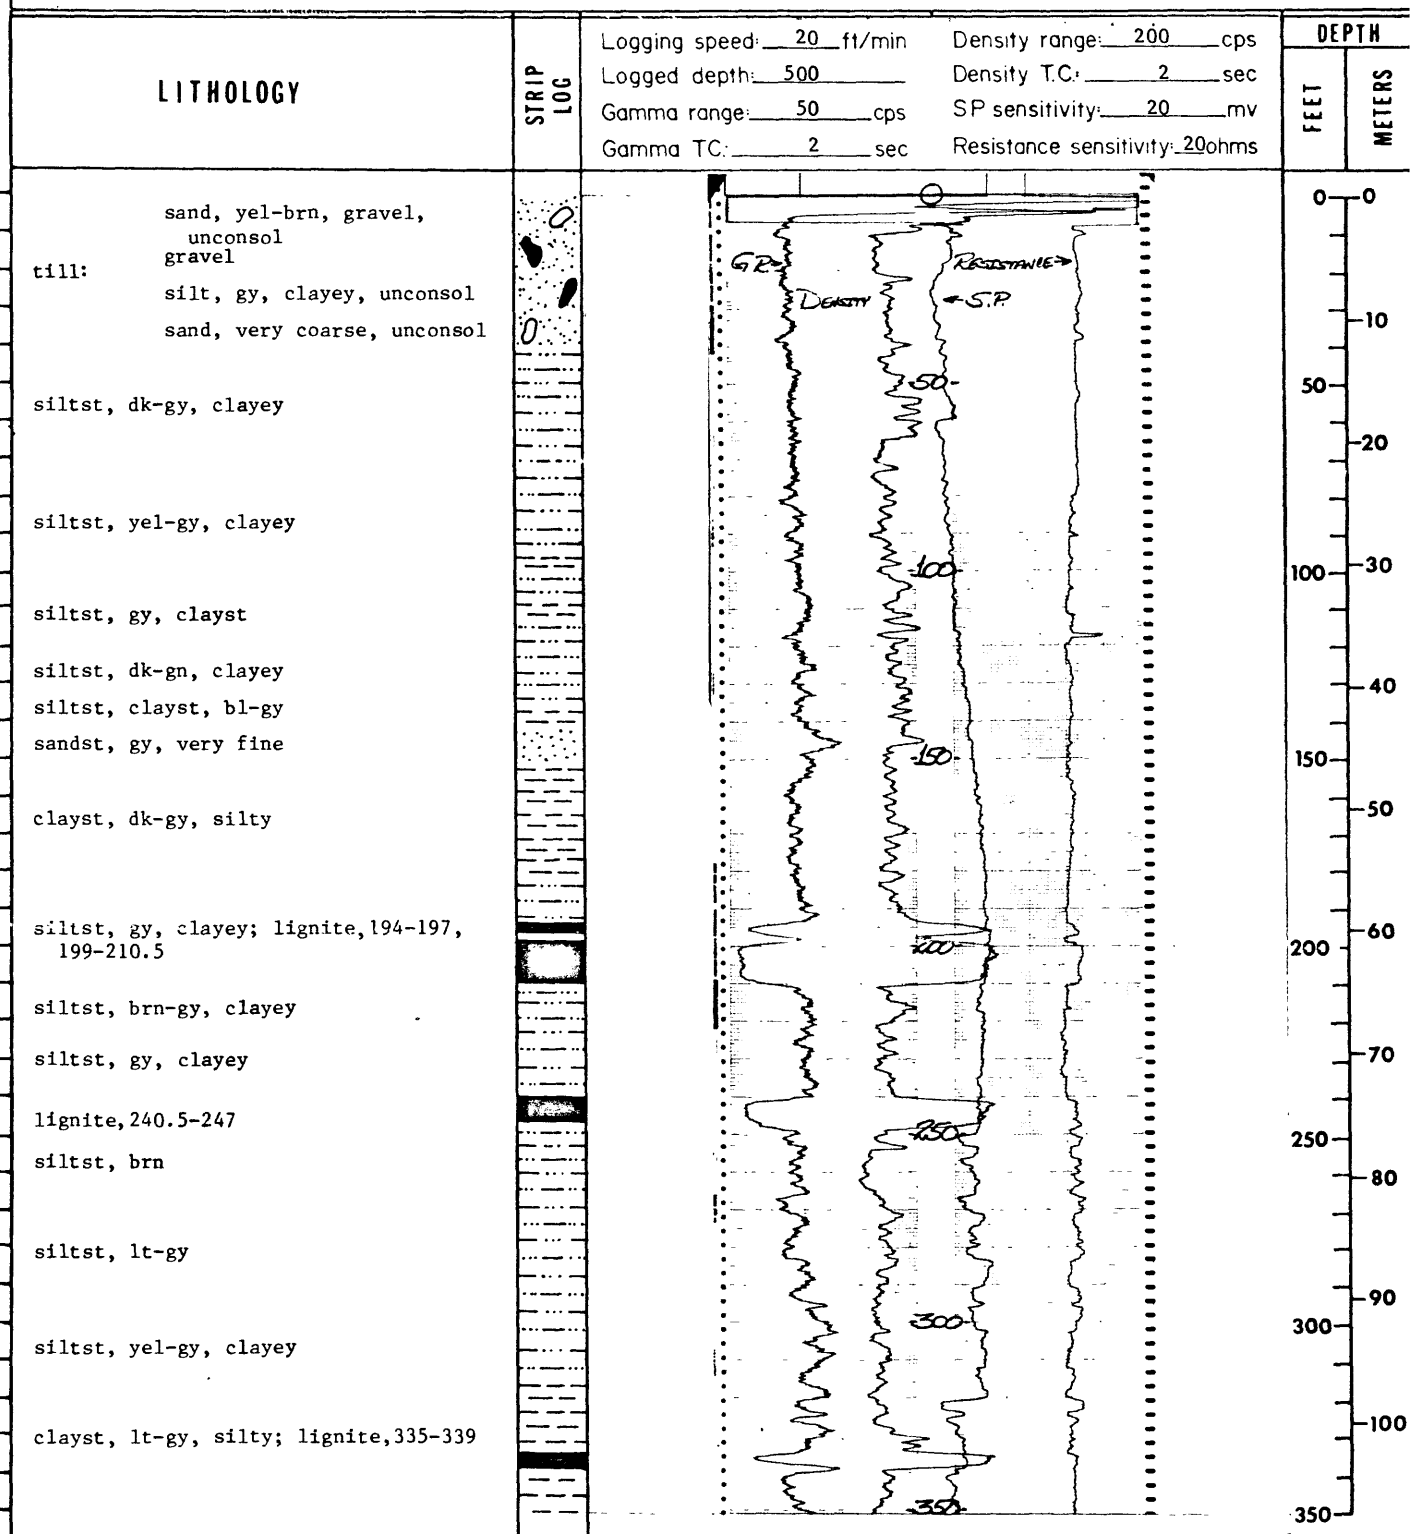 LITHOLOGY
STRIP LOG
Logging speed: 20 ft/min
Logged depth: 500
Gamma range: 50 cps
Gamma TC: 2 sec
Density range: 200 cps
Density T.C.: 2 sec
SP sensitivity: 20 mv
Resistance sensitivity: 20 ohms
DEPTH
FEET
METERS
sand, yel-brn, gravel,
unconsol
gravel
till:
silt, gy, clayey, unconsol
sand, very coarse, unconsol
siltst, dk-gy, clayey
siltst, yel-gy, clayey
siltst, gy, clayst
siltst, dk-gn, clayey
siltst, clayst, bl-gy
sandst, gy, very fine
clayst, dk-gy, silty
siltst, gy, clayey; lignite,194-197,
199-210.5
siltst, brn-gy, clayey
siltst, gy, clayey
lignite,240.5-247
siltst, brn
siltst, lt-gy
siltst, yel-gy, clayey
clayst, lt-gy, silty; lignite,335-339
GR
DENSITY
S.P.
RESISTANCE
50
100
150
200
250
300
350
0
50
100
150
200
250
300
350
0
10
20
30
40
50
60
70
80
90
100